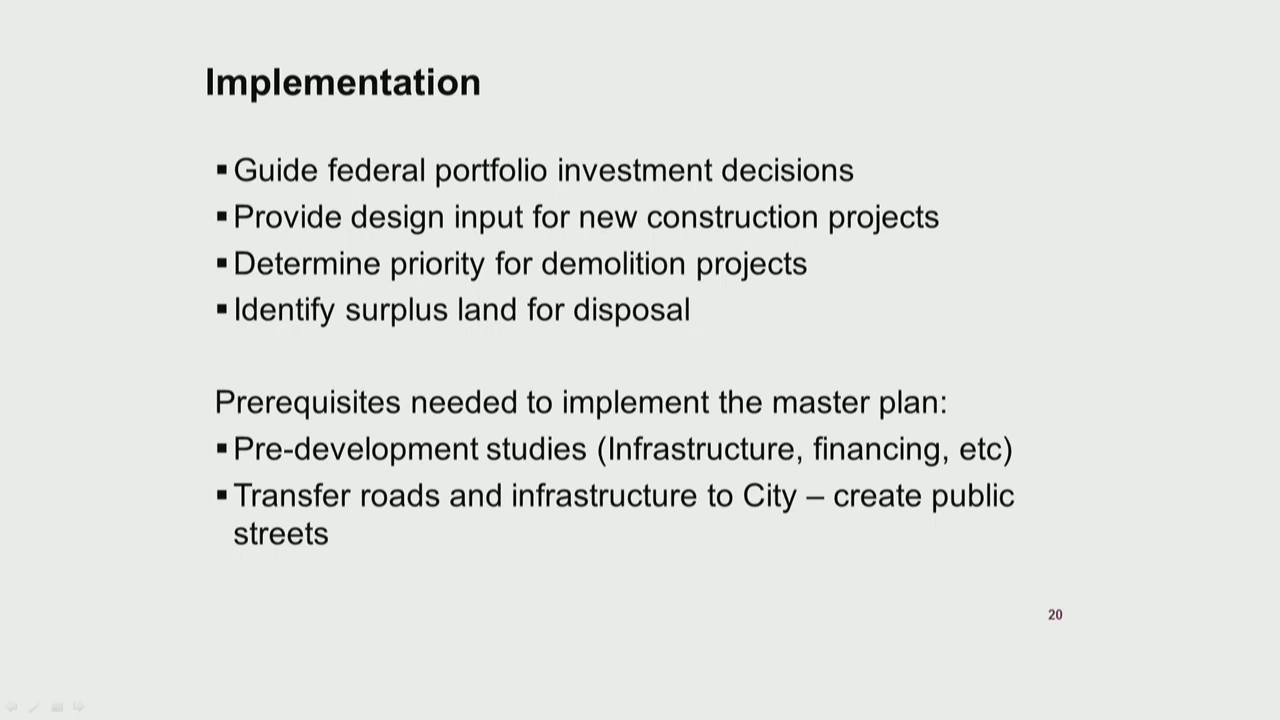 Implementation
▪ Guide federal portfolio investment decisions
▪ Provide design input for new construction projects
▪ Determine priority for demolition projects
▪ Identify surplus land for disposal
Prerequisites needed to implement the master plan:
▪ Pre-development studies (Infrastructure, financing, etc)
▪ Transfer roads and infrastructure to City – create public
streets
20